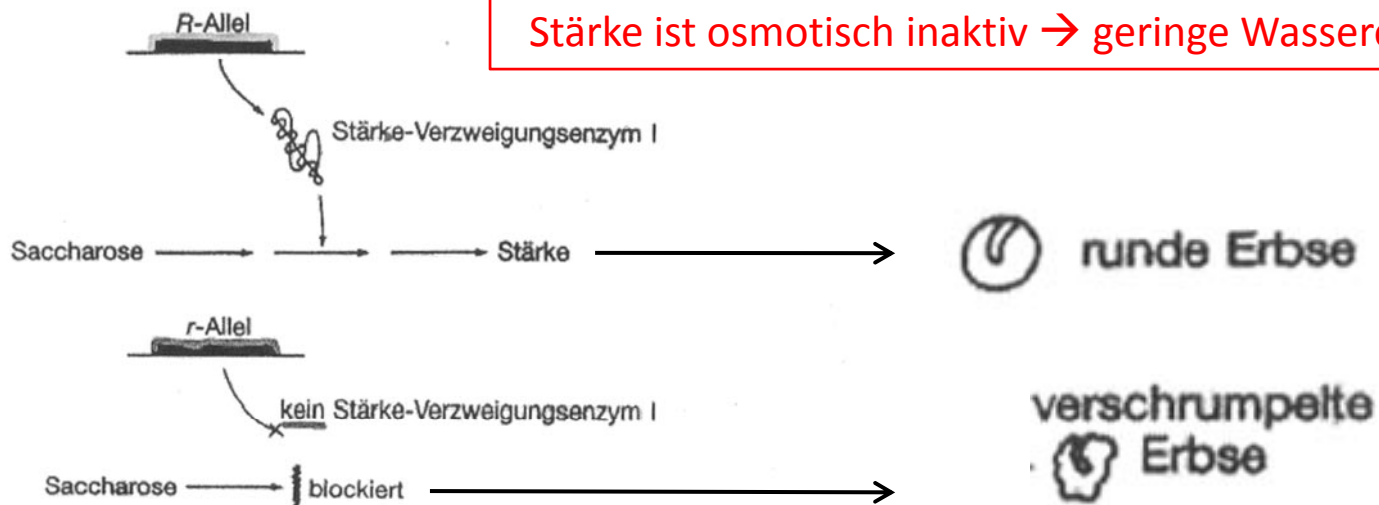 R-Allel
Stärke ist osmotisch inaktiv → geringe
Stärke-Verzweigungsenzym I
Saccharose
Stärke
runde Erbse
r-Allel
kein Stärke-Verzweigungsenzym I
verschrumpelte
Erbse
Saccharose
blockiert